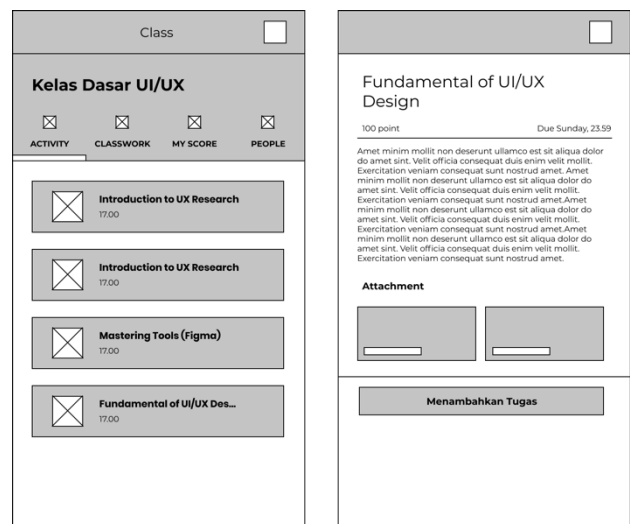 Class
Kelas Dasar UI/UX
ACTIVITY CLASSWORK MY SCORE PEOPLE
Introduction to UX Research
17.00
Introduction to UX Research
17.00
Mastering Tools (Figma)
17.00
Fundamental of UI/UX Des...
17.00
Fundamental of UI/UX
Design
100 point Due Sunday, 23.59
Amet minim mollit non deserunt ullamco est sit aliqua dolor
do amet sint. Velit officia consequat duis enim velit mollit.
Exercitation veniam consequat sunt nostrud amet. Amet
minim mollit non deserunt ullamco est sit aliqua dolor do
amet sint. Velit officia consequat duis enim velit mollit.
Exercitation veniam consequat sunt nostrud amet.Amet
minim mollit non deserunt ullamco est sit aliqua dolor do
amet sint. Velit officia consequat duis enim velit mollit.
Exercitation veniam consequat sunt nostrud amet.Amet
minim mollit non deserunt ullamco est sit aliqua dolor do
amet sint. Velit officia consequat duis enim velit mollit.
Exercitation veniam consequat sunt nostrud amet.
Attachment
Menambahkan Tugas